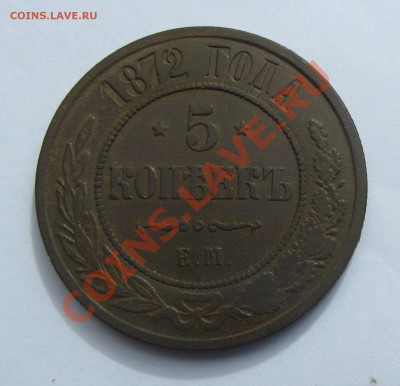 COINS.LAVE.RU
1872 ГОДА
5
КОПѢЕКЪ
Е.М.
COINS.LAVE.RU